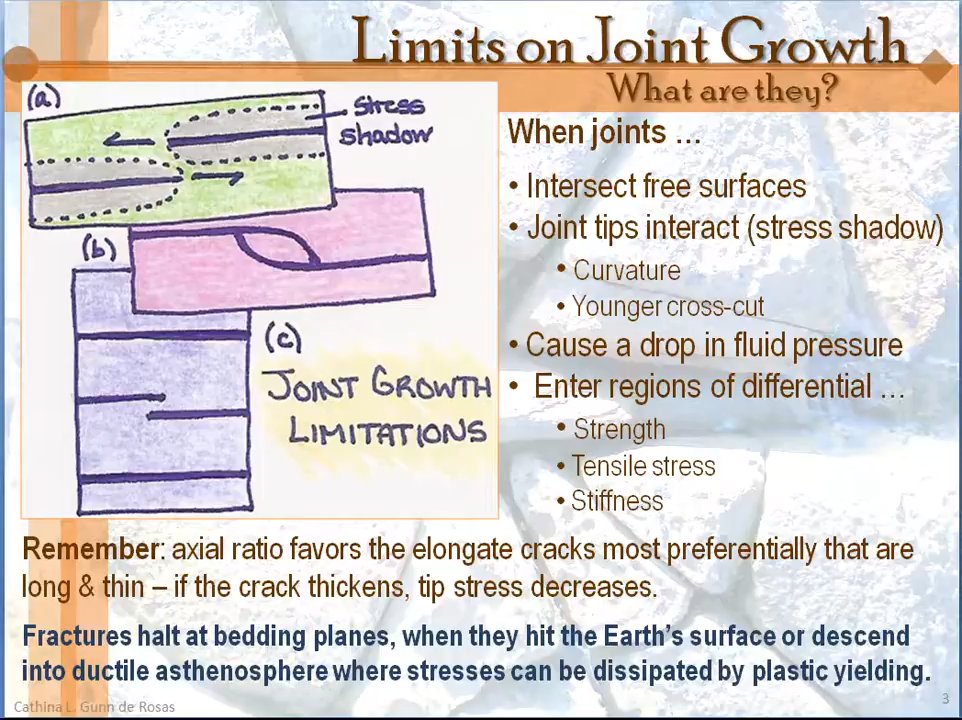 Limits on Joint Growth
What are they?
(a)
Stress
shadow
(b)
(c)
Joint Growth
Limitations
When joints ...
• Intersect free surfaces
• Joint tips interact (stress shadow)
• Curvature
• Younger cross-cut
• Cause a drop in fluid pressure
• Enter regions of differential ...
• Strength
• Tensile stress
• Stiffness
Remember: axial ratio favors the elongate cracks most preferentially that are
long & thin – if the crack thickens, tip stress decreases.
Fractures halt at bedding planes, when they hit the Earth's surface or descend
into ductile asthenosphere where stresses can be dissipated by plastic yielding.
Cathina L. Gunn de Rosas
3